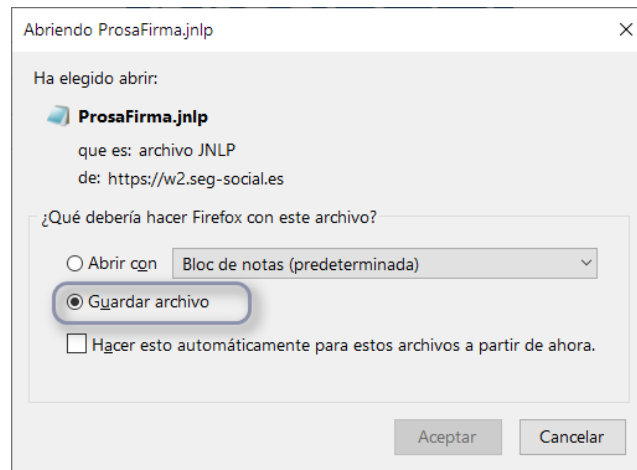 Abriendo ProsaFirma.jnlp
Ha elegido abrir:
ProsaFirma.jnlp
que es: archivo JNLP
de: https://w2.seg-social.es
¿Qué debería hacer Firefox con este archivo?
Abrir con Bloc de notas (predeterminada)
Guardar archivo
Hacer esto automáticamente para estos archivos a partir de ahora.
Aceptar Cancelar